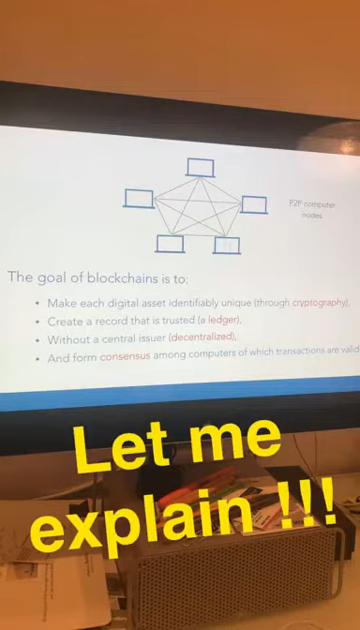 P2P computer
nodes
The goal of blockchains is to:
• Make each digital asset identifiably unique (through cryptography),
• Create a record that is trusted (a ledger),
• Without a central issuer (decentralized),
• And form consensus among computers of which transactions are valid
Let me
explain !!!